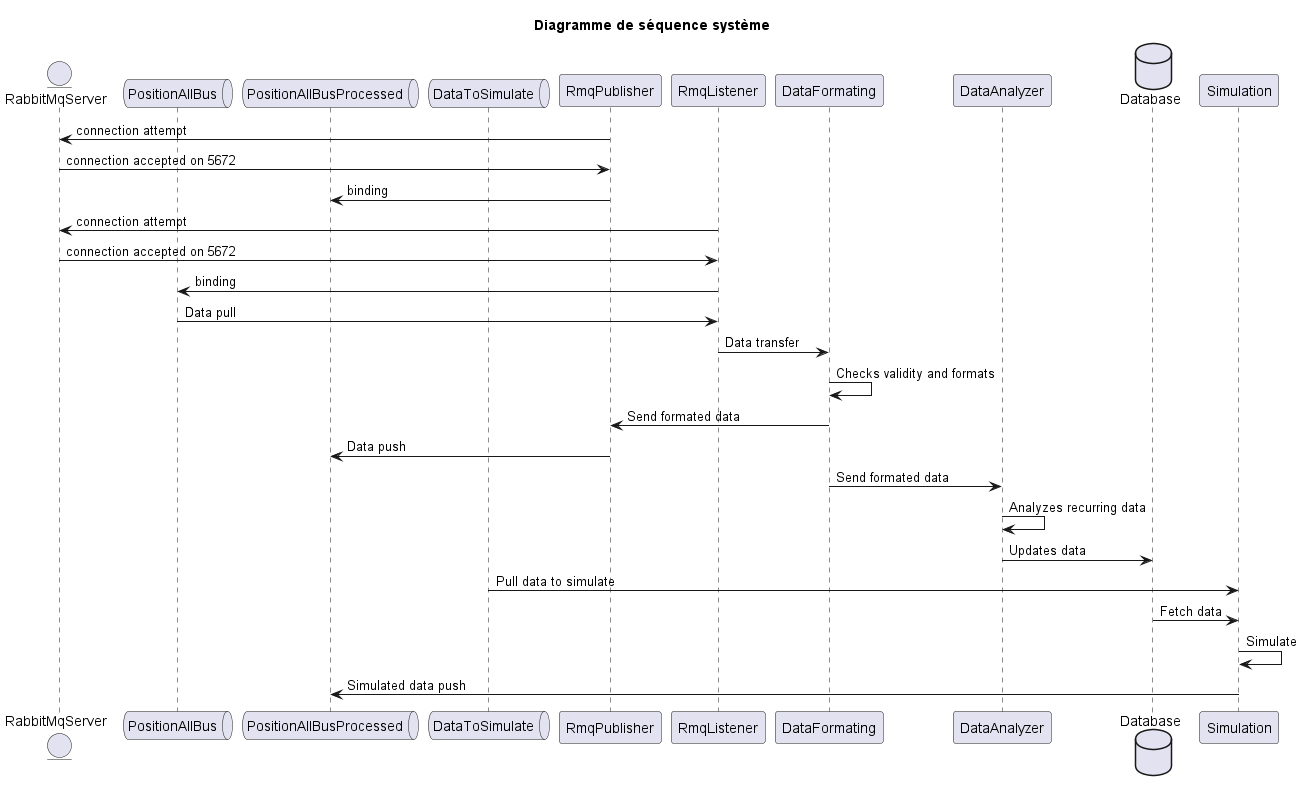 Diagramme de séquence système
RabbitMqServer
PositionAllBus
PositionAllBusProcessed
DataToSimulate
RmqPublisher
RmqListener
DataFormating
DataAnalyzer
Database
Simulation
connection attempt
connection accepted on 5672
binding
connection attempt
connection accepted on 5672
binding
Data pull
Data transfer
Checks validity and formats
Send formated data
Data push
Send formated data
Analyzes recurring data
Updates data
Pull data to simulate
Fetch data
Simulate
Simulated data push
RabbitMqServer
PositionAllBus
PositionAllBusProcessed
DataToSimulate
RmqPublisher
RmqListener
DataFormating
DataAnalyzer
Database
Simulation